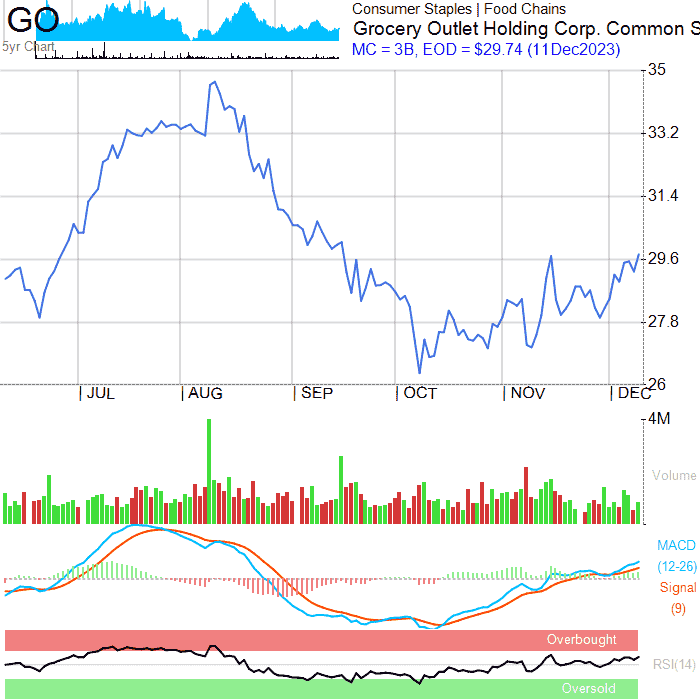 GO
5yr Chart
Consumer Staples | Food Chains
Grocery Outlet Holding Corp. Common S
MC = 3B, EOD = $29.74 (11Dec2023)
35
33.2
31.4
29.6
27.8
26
JUL AUG SEP OCT NOV DEC
4M
Volume
MACD
(12-26)
Signal
(9)
Overbought
RSI(14)
Oversold